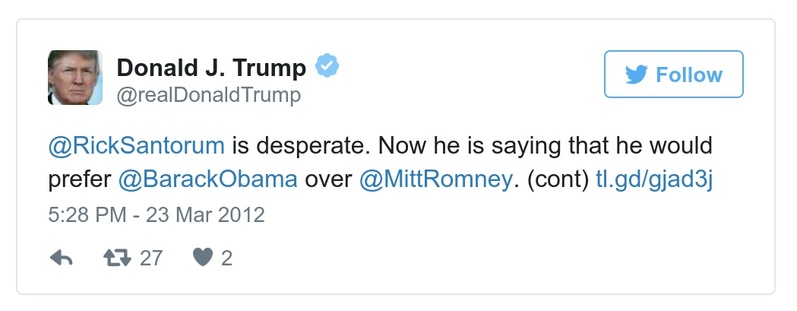 Donald J. Trump
@realDonaldTrump
Follow
@RickSantorum is desperate. Now he is saying that he would
prefer @BarackObama over @MittRomney. (cont) tl.gd/gjad3j
5:28 PM - 23 Mar 2012
27 2